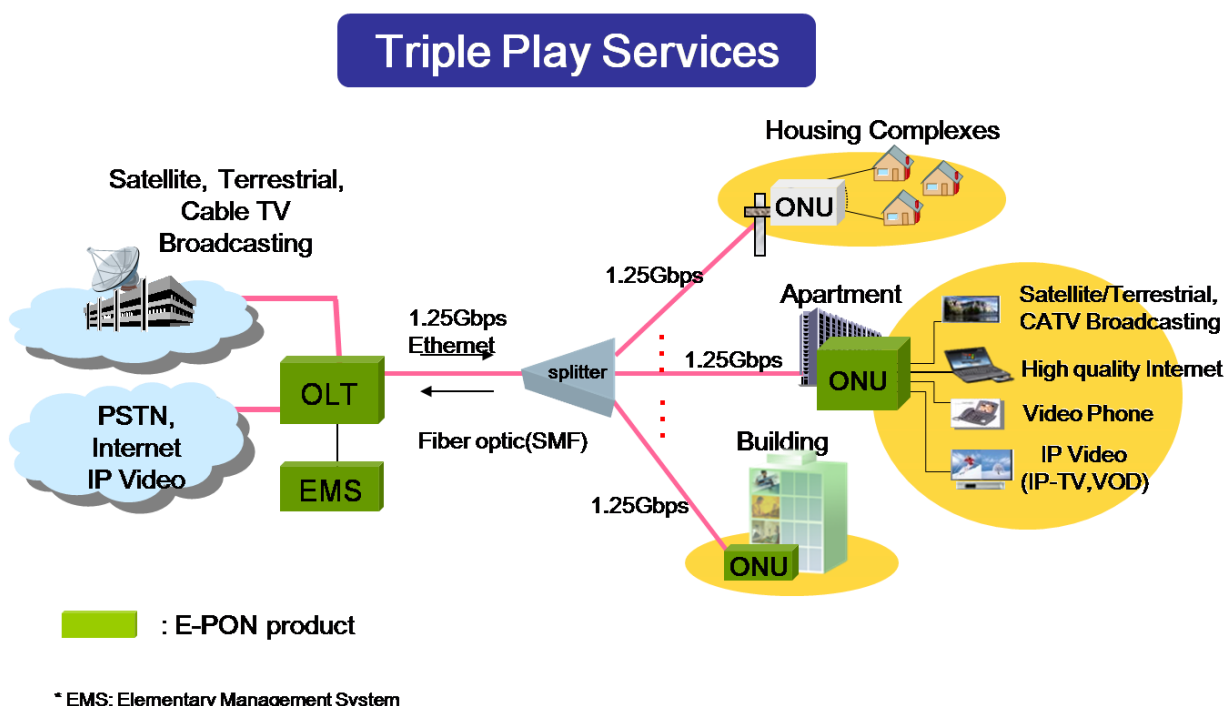 Triple Play Services
Housing Complexes
ONU
Satellite, Terrestrial,
Cable TV
Broadcasting
1.25Gbps
1.25Gbps
Ethernet
Apartment
Satellite/Terrestrial,
CATV Broadcasting
splitter
1.25Gbps
High quality Internet
OLT
ONU
PSTN,
Internet
IP Video
Video Phone
Fiber optic(SMF)
Building
IP Video
(IP-TV,VOD)
EMS
1.25Gbps
ONU
: E-PON product
* EMS: Elementary Management System